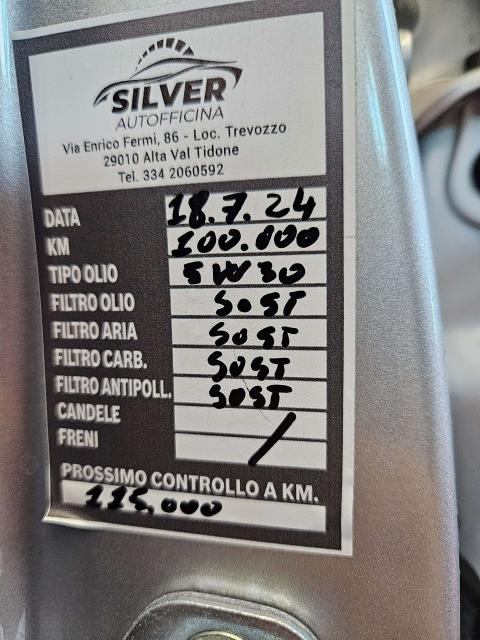 SILVER
AUTOFFICINA
Via Enrico Fermi, 86 - Loc. Trevozzo
29010 Alta Val Tidone
Tel. 334 2060592
DATA 18.7.24
KM 100.000
TIPO OLIO 5W30
FILTRO OLIO SOST
FILTRO ARIA SOST
FILTRO CARB. SOST
FILTRO ANTIPOLL. SOST
CANDELE
FRENI /
PROSSIMO CONTROLLO A KM.
115.000